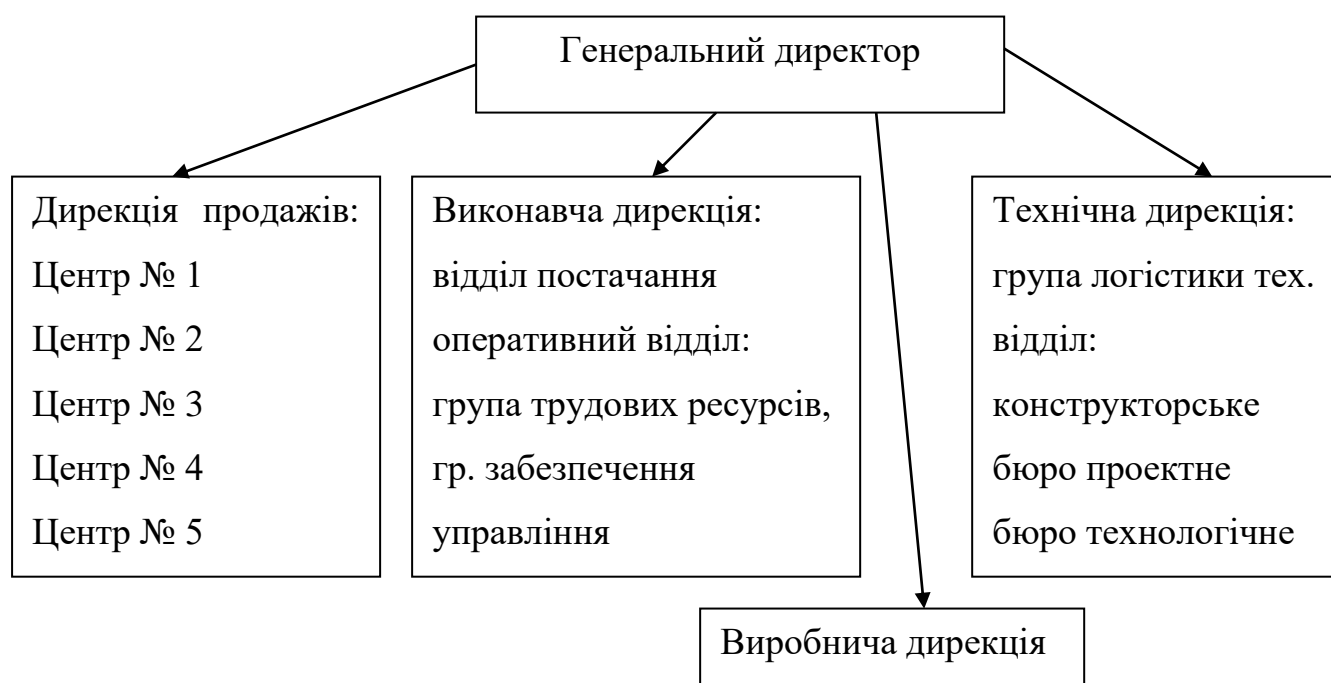 Генеральний директор
Дирекція продажів:
Центр № 1
Центр № 2
Центр № 3
Центр № 4
Центр № 5
Виконавча дирекція:
відділ постачання
оперативний відділ:
група трудових ресурсів,
гр. забезпечення
управління
Технічна дирекція:
група логістики тех.
відділ:
конструкторське
бюро проектне
бюро технологічне
Виробнича дирекція